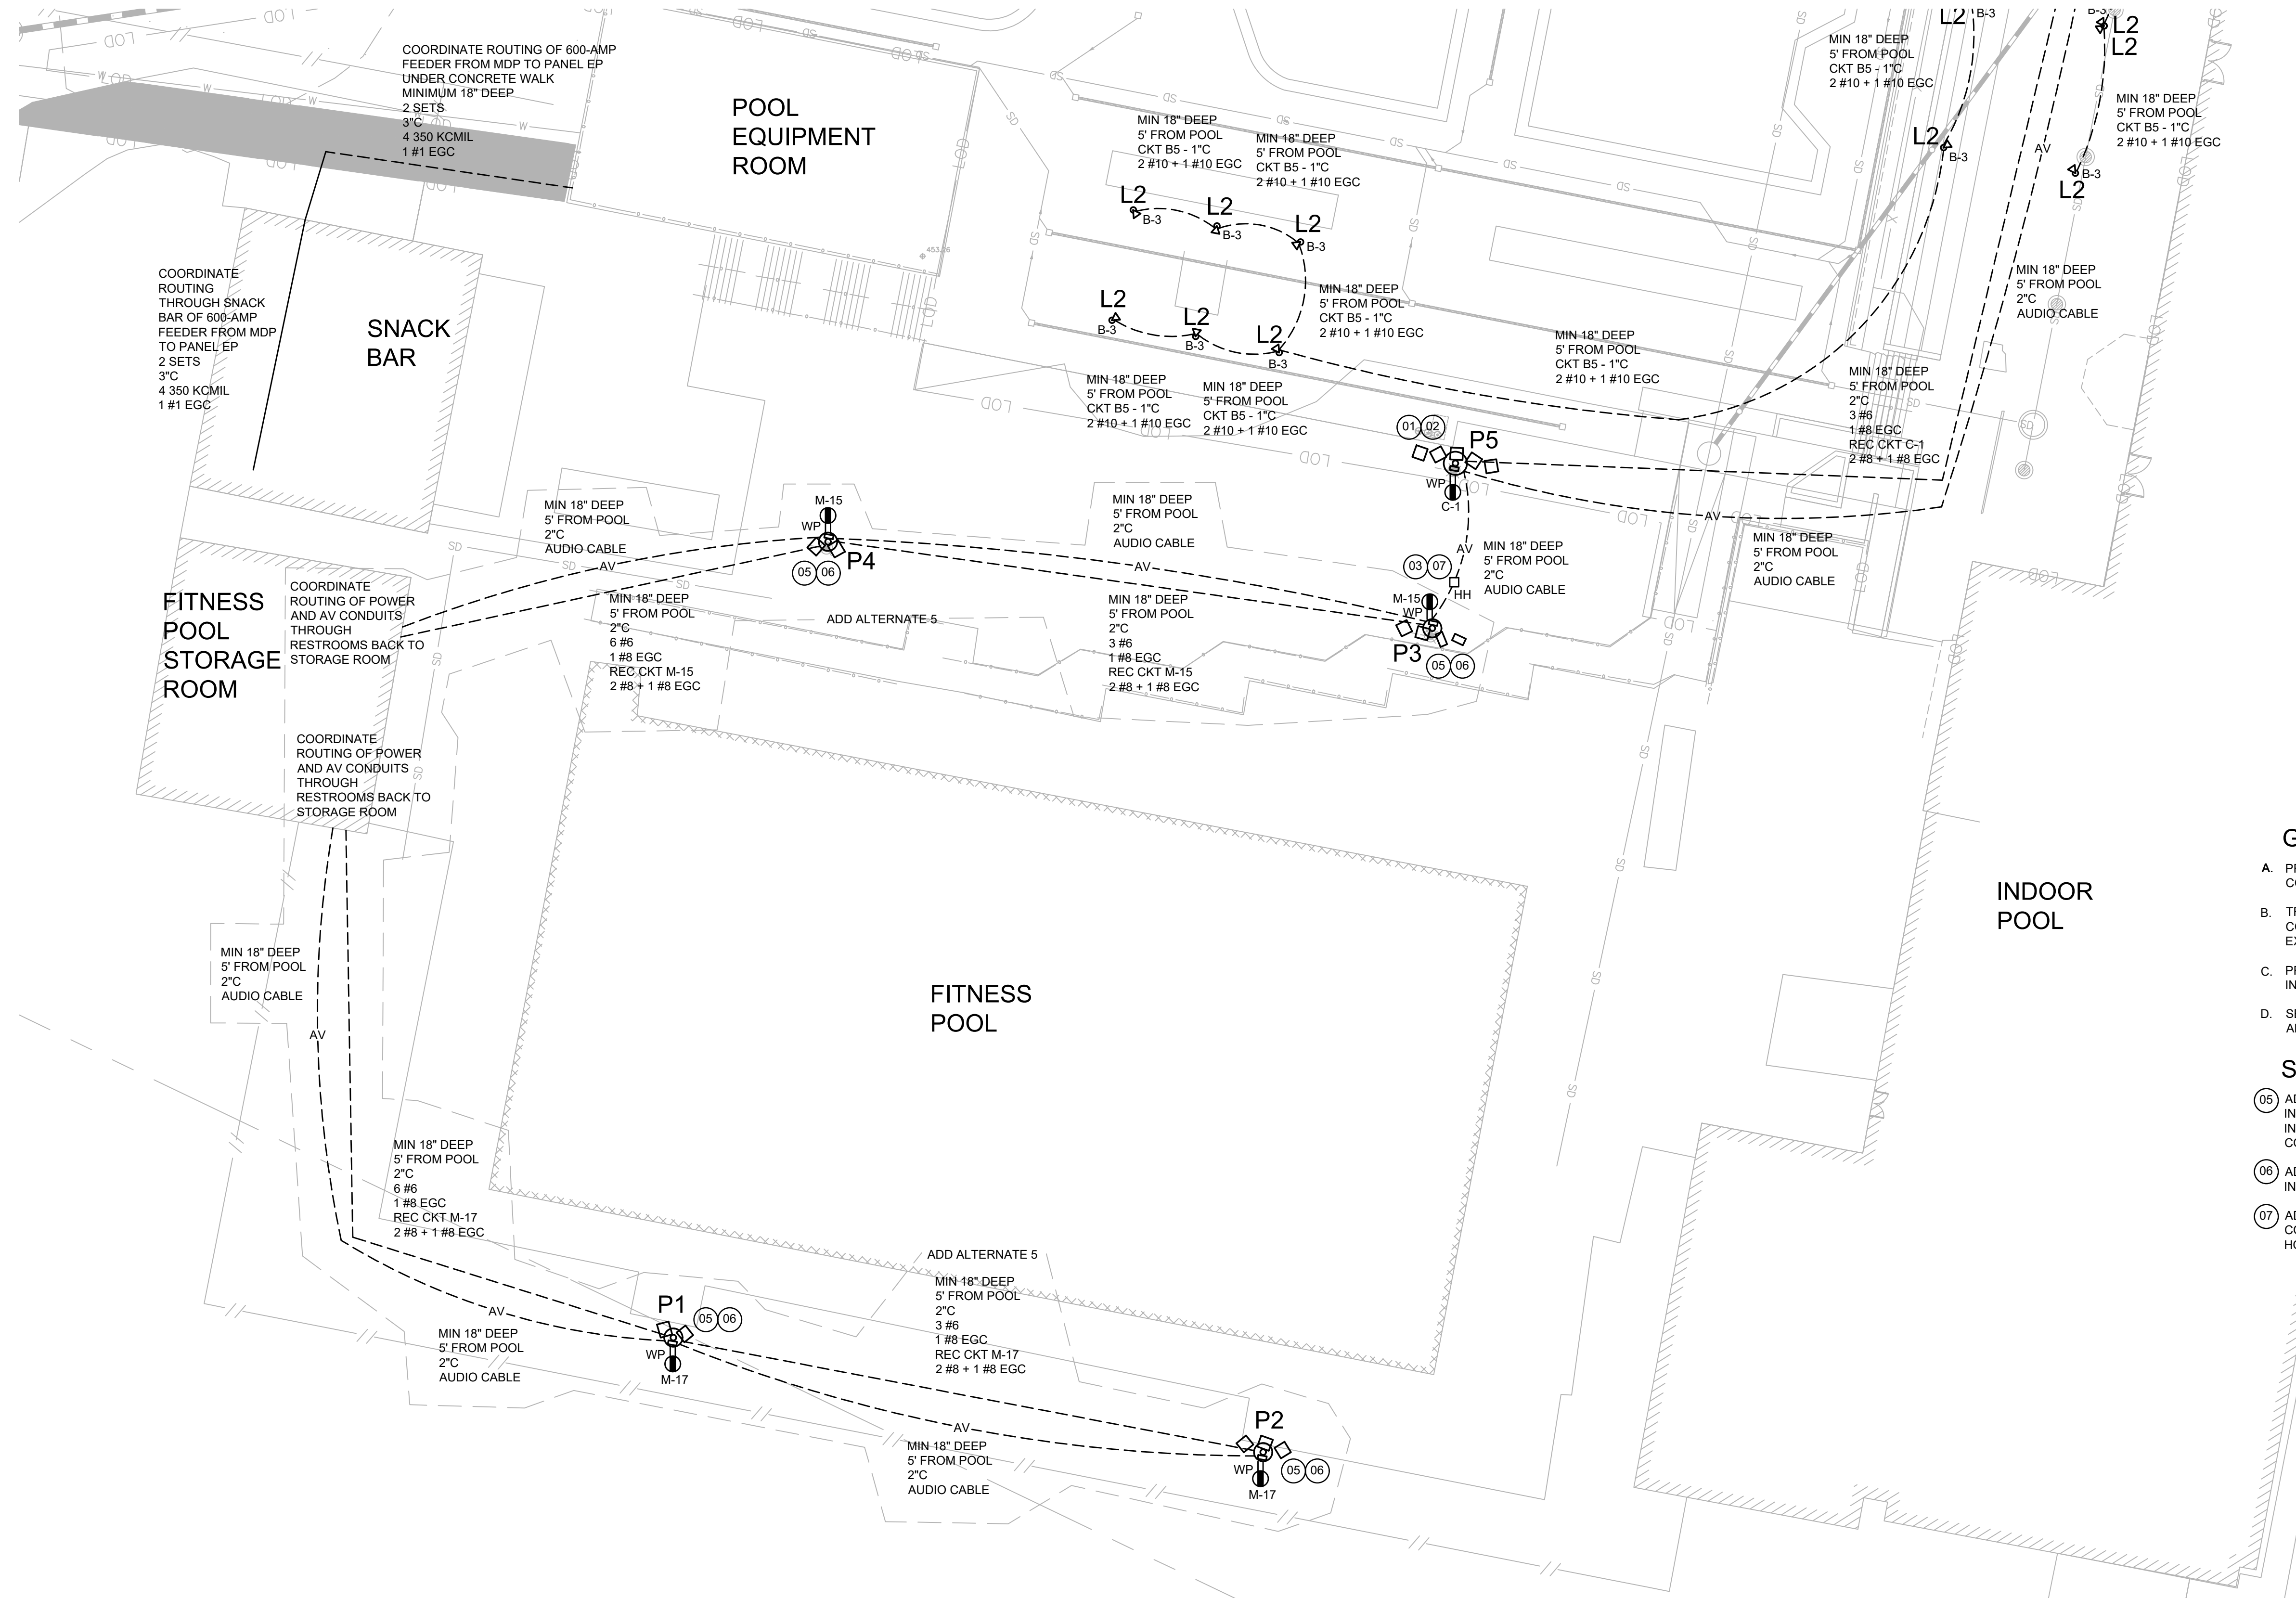 COORDINATE ROUTING OF 600-AMP
FEEDER FROM MDP TO PANEL EP
UNDER CONCRETE WALK
MINIMUM 18" DEEP
2 SETS
3"C
4 350 KCMIL
1 #1 EGC
POOL
EQUIPMENT
ROOM
MIN 18" DEEP
5' FROM POOL
CKT B5 - 1"C
2 #10 + 1 #10 EGC
MIN 18" DEEP
5' FROM POOL
CKT B5 - 1"C
2 #10 + 1 #10 EGC
L2
B-3
MIN 18" DEEP
5' FROM POOL
CKT B5 - 1"C
2 #10 + 1 #10 EGC
B-3
L2
L2
MIN 18" DEEP
5' FROM POOL
CKT B5 - 1"C
2 #10 + 1 #10 EGC
L2
B-3
AV
B-3
L2
L2
B-3
L2
B-3
L2
B-3
453.26
COORDINATE
ROUTING
THROUGH SNACK
BAR OF 600-AMP
FEEDER FROM MDP
TO PANEL EP
2 SETS
3"C
4 350 KCMIL
1 #1 EGC
SNACK
BAR
L2
B-3
L2
B-3
L2
B-3
MIN 18" DEEP
5' FROM POOL
CKT B5 - 1"C
2 #10 + 1 #10 EGC
MIN 18" DEEP
5' FROM POOL
2"C
AUDIO CABLE
MIN 18" DEEP
5' FROM POOL
CKT B5 - 1"C
2 #10 + 1 #10 EGC
MIN 18" DEEP
5' FROM POOL
CKT B5 - 1"C
2 #10 + 1 #10 EGC
MIN 18" DEEP
5' FROM POOL
CKT B5 - 1"C
2 #10 + 1 #10 EGC
MIN 18" DEEP
5' FROM POOL
2"C
3 #6
1 #8 EGC
REC CKT C-1
2 #8 + 1 #8 EGC
01 02
P5
WP
C-1
AV
MIN 18" DEEP
5' FROM POOL
2"C
AUDIO CABLE
AV
M-15
WP
P4
05 06
MIN 18" DEEP
5' FROM POOL
2"C
AUDIO CABLE
AV
AV
MIN 18" DEEP
5' FROM POOL
2"C
AUDIO CABLE
03 07
HH
M-15
WP
P3
05 06
MIN 18" DEEP
5' FROM POOL
2"C
AUDIO CABLE
FITNESS
POOL
STORAGE
ROOM
COORDINATE
ROUTING OF POWER
AND AV CONDUITS
THROUGH
RESTROOMS BACK TO
STORAGE ROOM
MIN 18" DEEP
5' FROM POOL
2"C
6 #6
1 #8 EGC
REC CKT M-15
2 #8 + 1 #8 EGC
ADD ALTERNATE 5
MIN 18" DEEP
5' FROM POOL
2"C
3 #6
1 #8 EGC
REC CKT M-15
2 #8 + 1 #8 EGC
COORDINATE
ROUTING OF POWER
AND AV CONDUITS
THROUGH
RESTROOMS BACK TO
STORAGE ROOM
MIN 18" DEEP
5' FROM POOL
2"C
AUDIO CABLE
AV
FITNESS
POOL
INDOOR
POOL
A.
B.
C.
D.
05
06
07
MIN 18" DEEP
5' FROM POOL
2"C
6 #6
1 #8 EGC
REC CKT M-17
2 #8 + 1 #8 EGC
AV
MIN 18" DEEP
5' FROM POOL
2"C
AUDIO CABLE
P1
05 06
WP
M-17
ADD ALTERNATE 5
MIN 18" DEEP
5' FROM POOL
2"C
3 #6
1 #8 EGC
REC CKT M-17
2 #8 + 1 #8 EGC
AV
MIN 18" DEEP
5' FROM POOL
2"C
AUDIO CABLE
P2
WP
05 06
M-17